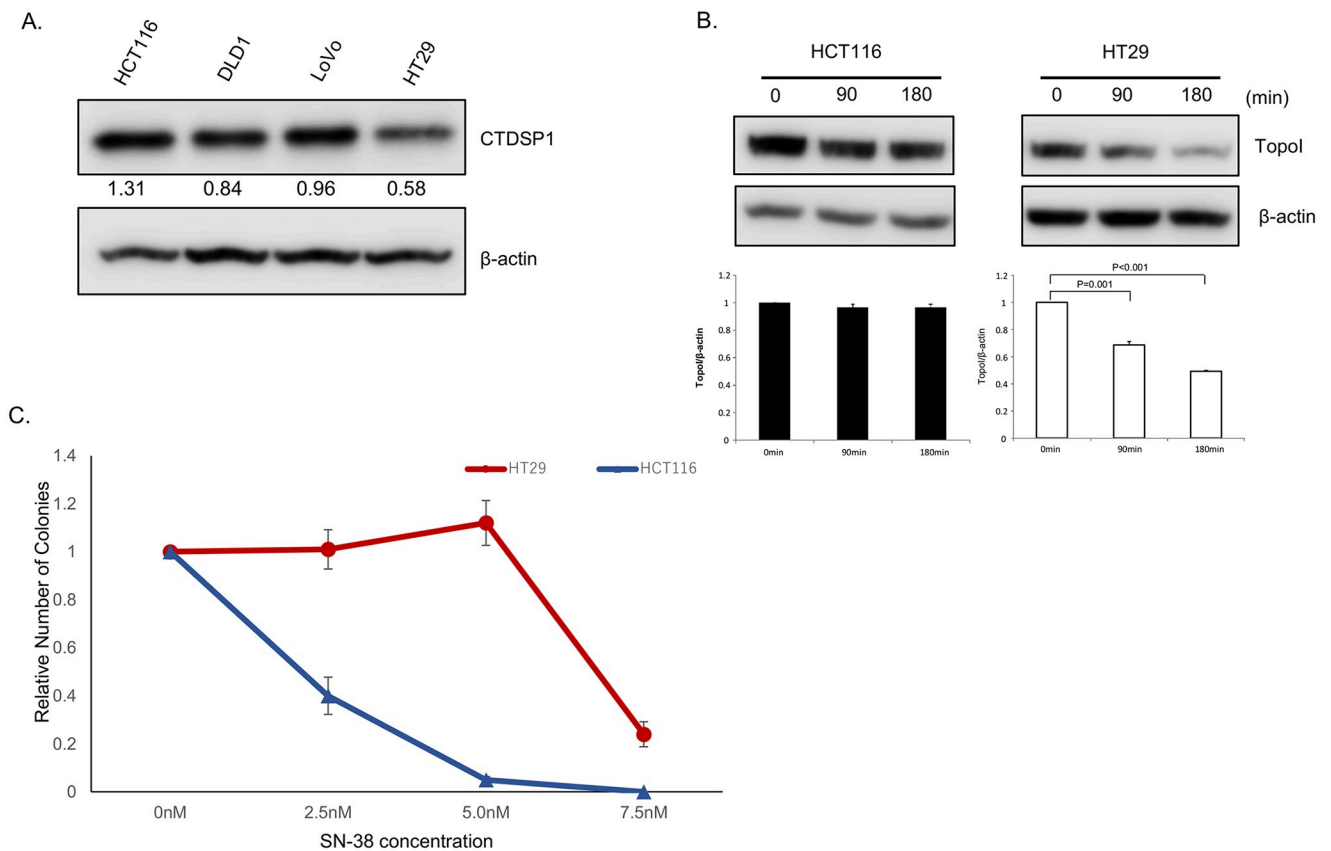 A.
HCT116 DLD1 LoVo HT29
CTDSP1
1.31 0.84 0.96 0.58
β-actin
B.
HCT116 HT29
0 90 180 0 90 180 (min)
TopoI
β-actin
TopoI/β-actin
1.2
1
0.8
0.6
0.4
0.2
0
0min 90min 180min
TopoI/β-actin
P<0.001
P=0.001
1.2
1
0.8
0.6
0.4
0.2
0
0min 90min 180min
C.
HT29 HCT116
Relative Number of Colonies
1.4
1.2
1
0.8
0.6
0.4
0.2
0
0nM 2.5nM 5.0nM 7.5nM
SN-38 concentration